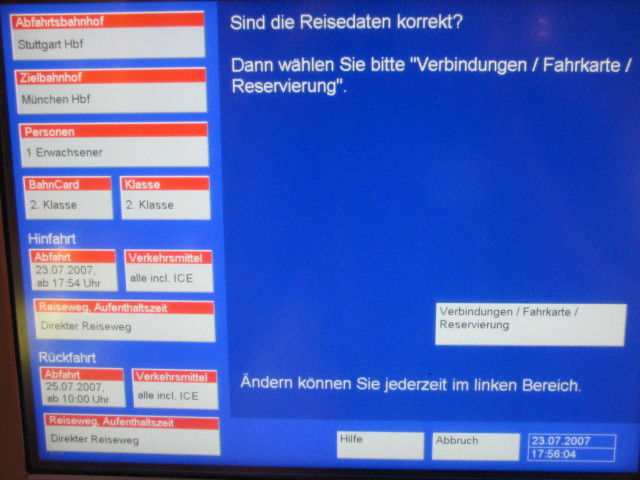 Abfahrtsbahnhof
Stuttgart Hbf
Zielbahnhof
München Hbf
Personen
1 Erwachsener
BahnCard
2. Klasse
Klasse
2. Klasse
Hinfahrt
Abfahrt
23.07.2007,
ab 17:54 Uhr
Verkehrsmittel
alle incl. ICE
Reiseweg, Aufenthaltszeit
Direkter Reiseweg
Rückfahrt
Abfahrt
25.07.2007,
ab 10:00 Uhr
Verkehrsmittel
alle incl. ICE
Reiseweg, Aufenthaltszeit
Direkter Reiseweg
Sind die Reisedaten korrekt?
Dann wählen Sie bitte "Verbindungen / Fahrkarte /
Reservierung".
Verbindungen / Fahrkarte /
Reservierung
Ändern können Sie jederzeit im linken Bereich.
Hilfe
Abbruch
23.07.2007
17:56:04